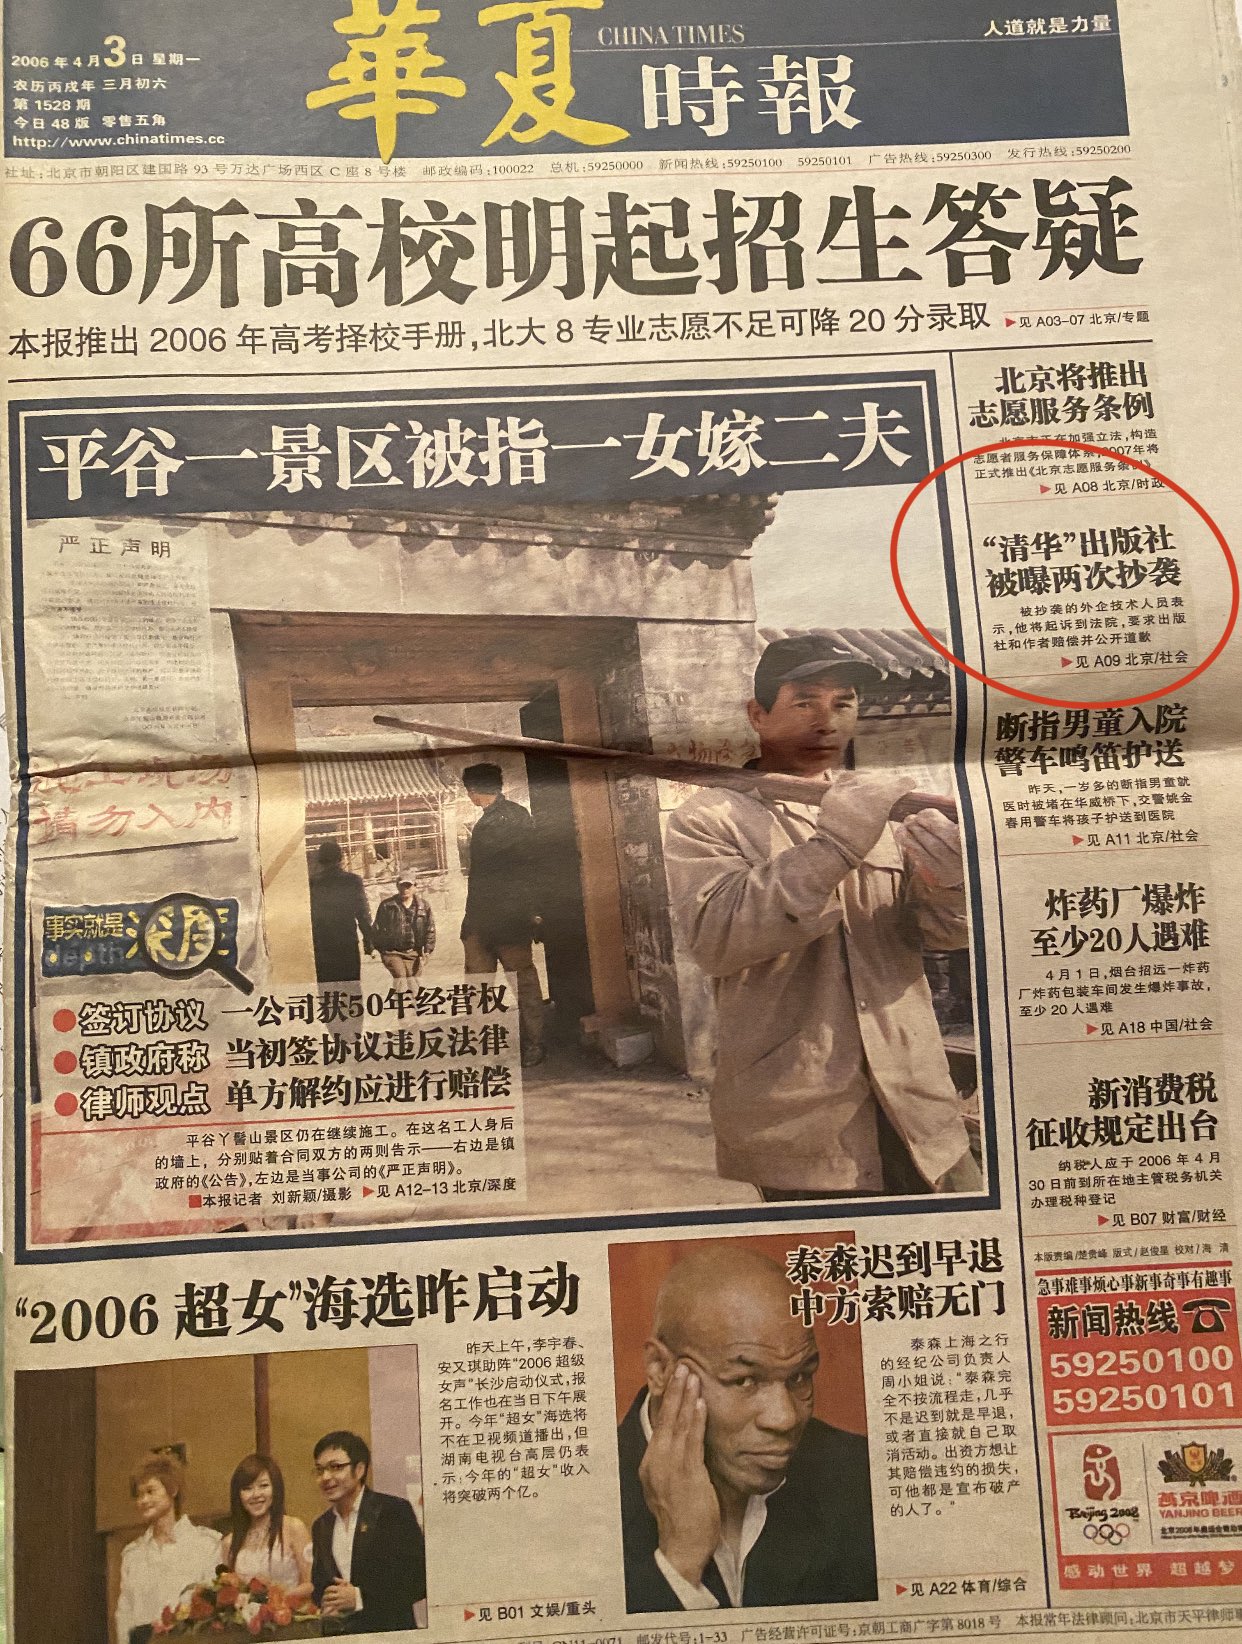 2006年4月3日 星期一
农历丙戌年 三月初六
第1528期
今日48版 零售五角
http://www.chinatimes.cc
華夏
CHINA TIMES
時報
人道就是力量
社址:北京市朝阳区建国路93号万达广场西区C座8号楼 邮政编码:100022 总机:59250000 新闻热线:59250100 59250101 广告热线:59250300 发行热线:59250200
66所高校明起招生答疑
本报推出2006年高考择校手册,北大8专业志愿不足可降20分录取
▶见 A03-07 北京/专题
平谷一景区被指一女嫁二夫
严正声明
请勿入内
事实就是
深度
depth
●签订协议 一公司获50年经营权
●镇政府称 当初签协议违反法律
●律师观点 单方解约应进行赔偿
平谷丫髻山景区仍在继续施工。在这名工人身后
的墙上，分别贴着合同双方的两则告示——右边是镇
政府的《公告》,左边是当事公司的《严正声明》。
■本报记者 刘新颖/摄影 ▶见 A12-13 北京/深度
北京将推出
志愿服务条例
北京市正在加强立法,构造
志愿者服务保障体系,2007年将
正式推出《北京志愿服务条例》
▶见 A08 北京/时政
“清华”出版社
被曝两次抄袭
被抄袭的外企技术人员表
示,他将起诉到法院,要求出版
社和作者赔偿并公开道歉
▶见 A09 北京/社会
断指男童入院
警车鸣笛护送
昨天,一岁多的断指男童就
医时被堵在华威桥下,交警姚金
春用警车将孩子护送到医院
▶见 A11 北京/社会
炸药厂爆炸
至少20人遇难
4月1日,烟台招远一炸药
厂炸药包装车间发生爆炸事故,
至少20人遇难
▶见 A18 中国/社会
新消费税
征收规定出台
纳税人应于2006年4月
30日前到所在地主管税务机关
办理税种登记
▶见 B07 财富/财经
本版责编/楚贵峰 版式/赵俊星 校对/海 清
急事难事烦心事新事奇事有趣事
新闻热线
59250100
59250101
Beijing 2008
燕京啤酒
YANJING BEER
感动世界 超越梦
“2006 超女”海选昨启动
昨天上午,李宇春、
安又琪助阵“2006超级
女声”长沙启动仪式,报
名工作也在当日下午展
开。今年“超女”海选将
不在卫视频道播出,但
湖南电视台高层仍表
示:今年的“超女”收入
将突破两个亿。
▶见 B01 文娱/重头
泰森迟到早退
中方索赔无门
泰森上海之行
的经纪公司负责人
周小姐说:“泰森完
全不按流程走,几乎
不是迟到就是早退,
或者直接就自己取
消活动。出资方想让
其赔偿违约的损失,
可他都是宣布破产
的人了。”
▶见 A22 体育/综合
CN11-0071 邮发代号:1-33 广告经营许可证号:京朝工商广字第8018号 本报常年法律顾问:北京市天平律师事